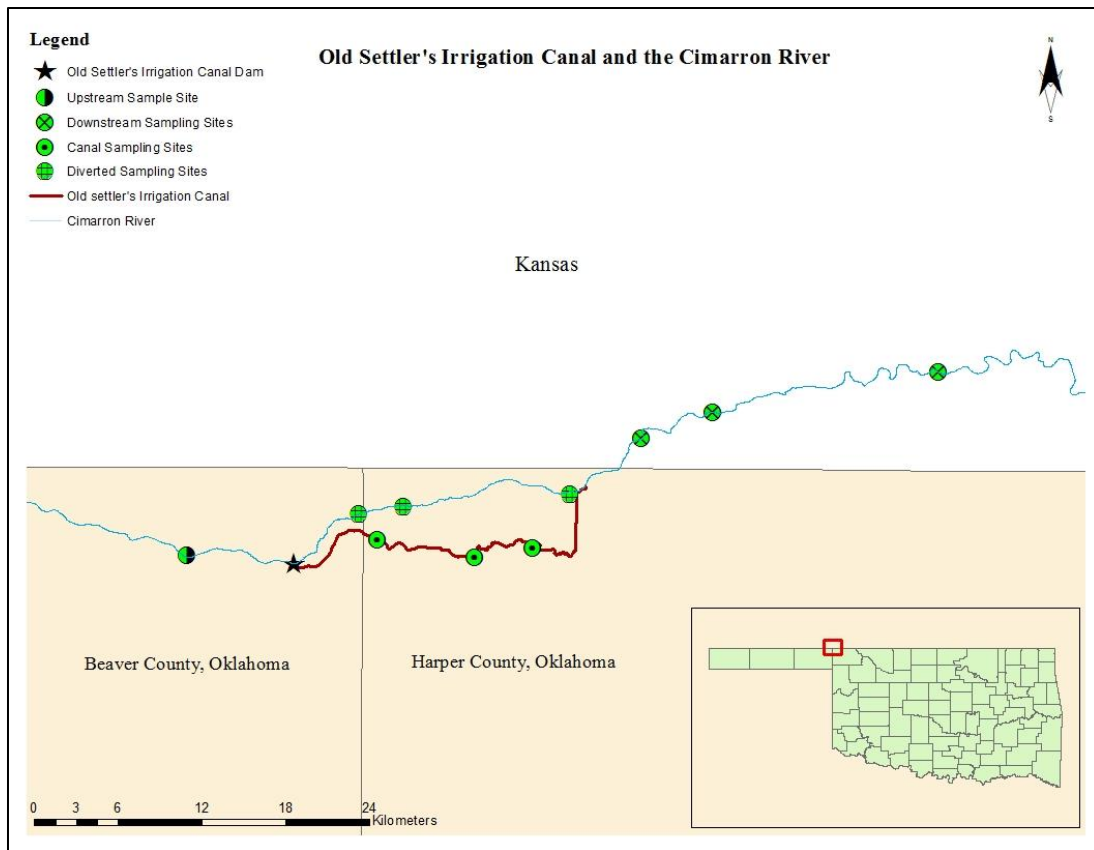 Legend
Old Settler's Irrigation Canal and the Cimarron River
N
S
Old Settler's Irrigation Canal Dam
Upstream Sample Site
Downstream Sampling Sites
Canal Sampling Sites
Diverted Sampling Sites
Old settler's Irrigation Canal
Cimarron River
Kansas
Beaver County, Oklahoma
Harper County, Oklahoma
0 3 6 12 18 24
Kilometers